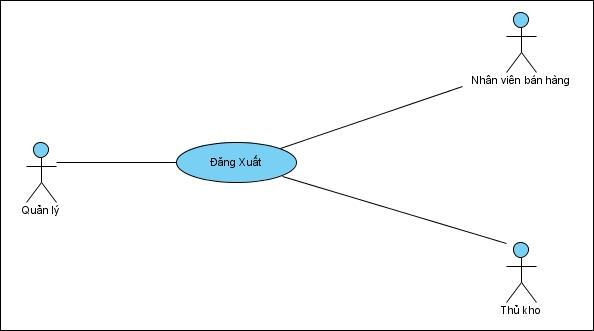 Nhân viên bán hàng
Đăng Xuất
Quản lý
Thủ kho